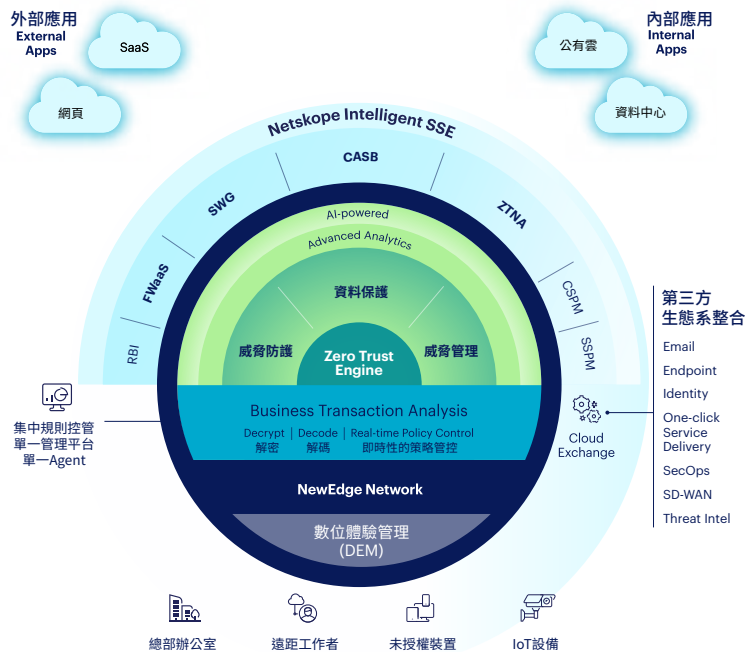 外部應用
External
Apps
SaaS
網頁
內部應用
Internal
Apps
公有雲
資料中心
Netskope Intelligent SSE
RBI
FWaaS
SWG
CASB
ZTNA
CSPM
SSPM
AI-powered
Advanced Analytics
資料保護
威脅防護
威脅管理
Zero Trust
Engine
Business Transaction Analysis
Decrypt | Decode | Real-time Policy Control
解密 解碼 即時性的策略管控
NewEdge Network
數位體驗管理
(DEM)
集中規則控管
單一管理平台
單一Agent
Cloud
Exchange
第三方
生態系整合
Email
Endpoint
Identity
One-click
Service
Delivery
SecOps
SD-WAN
Threat Intel
總部辦公室
遠距工作者
未授權裝置
IoT設備